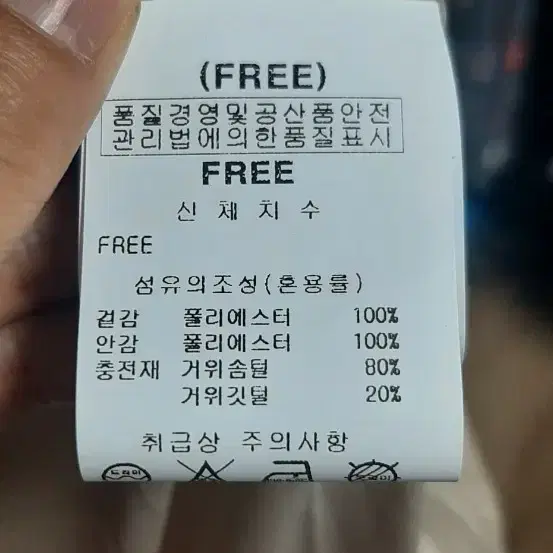 (FREE)
품질경영및공산품안전
관리법에의한품질표시
FREE
신체치수
FREE
섬유의조성(혼용률)
겉감 폴리에스터 100%
안감 폴리에스터 100%
충전재 거위솜털 80%
거위깃털 20%
취급상 주의사항
드라이